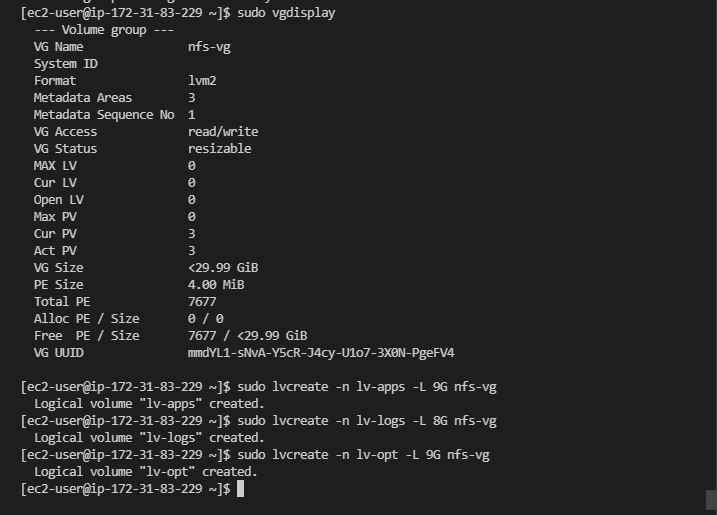 [ec2-user@ip-172-31-83-229 ~]$ sudo vgdisplay
--- Volume group ---
VG Name nfs-vg
System ID
Format lvm2
Metadata Areas 3
Metadata Sequence No 1
VG Access read/write
VG Status resizable
MAX LV 0
Cur LV 0
Open LV 0
Max PV 0
Cur PV 3
Act PV 3
VG Size <29.99 GiB
PE Size 4.00 MiB
Total PE 7677
Alloc PE / Size 0 / 0
Free PE / Size 7677 / <29.99 GiB
VG UUID mmdYL1-sNvA-Y5cR-J4cy-U1o7-3X0N-PgeFV4
[ec2-user@ip-172-31-83-229 ~]$ sudo lvcreate -n lv-apps -L 9G nfs-vg
Logical volume "lv-apps" created.
[ec2-user@ip-172-31-83-229 ~]$ sudo lvcreate -n lv-logs -L 8G nfs-vg
Logical volume "lv-logs" created.
[ec2-user@ip-172-31-83-229 ~]$ sudo lvcreate -n lv-opt -L 9G nfs-vg
Logical volume "lv-opt" created.
[ec2-user@ip-172-31-83-229 ~]$